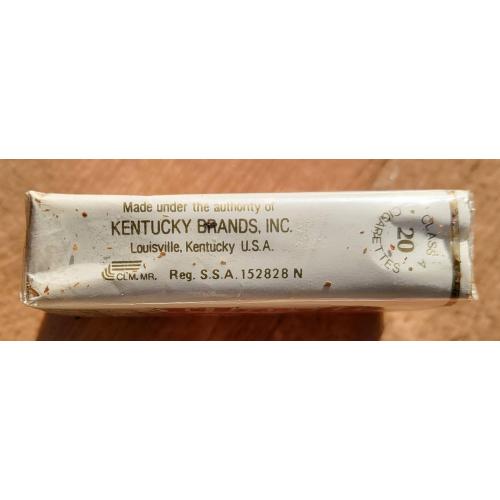 Made under the authority of
KENTUCKY BRANDS, INC.
Louisville, Kentucky U.S.A.
CLM.MR. Reg. S.S.A. 152828 N
CLASS A
20
CIGARETTES